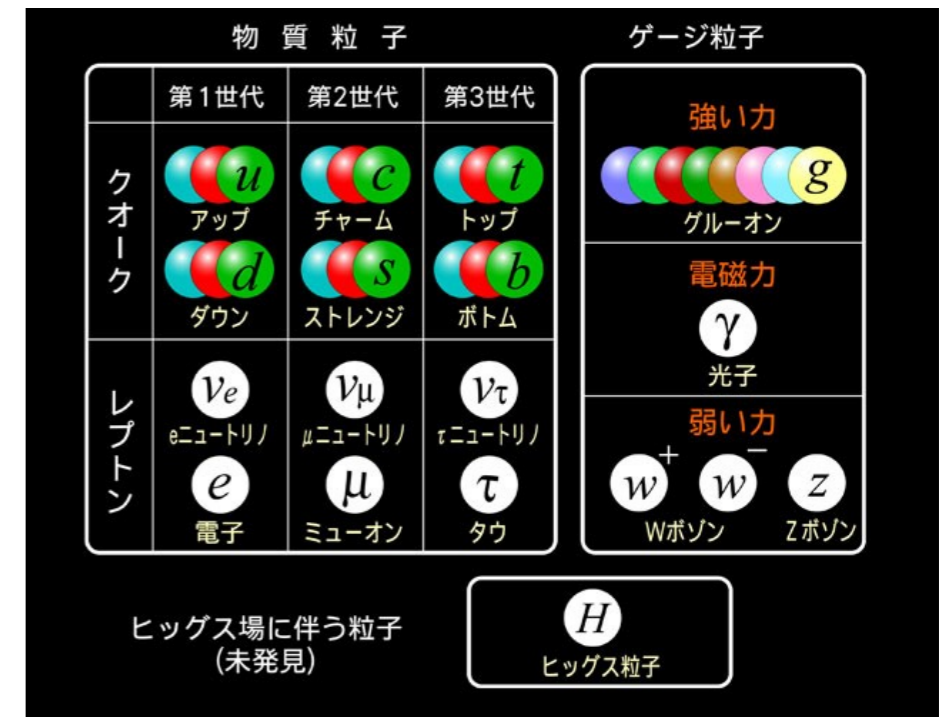 物質粒子
ゲージ粒子
第1世代 第2世代 第3世代
クォーク
u c t
アップ チャーム トップ
d s b
ダウン ストレンジ ボトム
レプトン
νe νμ ντ
eニュートリノ μニュートリノ τニュートリノ
e μ τ
電子 ミューオン タウ
強い力
g
グルーオン
電磁力
γ
光子
弱い力
W+ W− Z
Wボゾン Zボゾン
ヒッグス場に伴う粒子
(未発見)
H
ヒッグス粒子